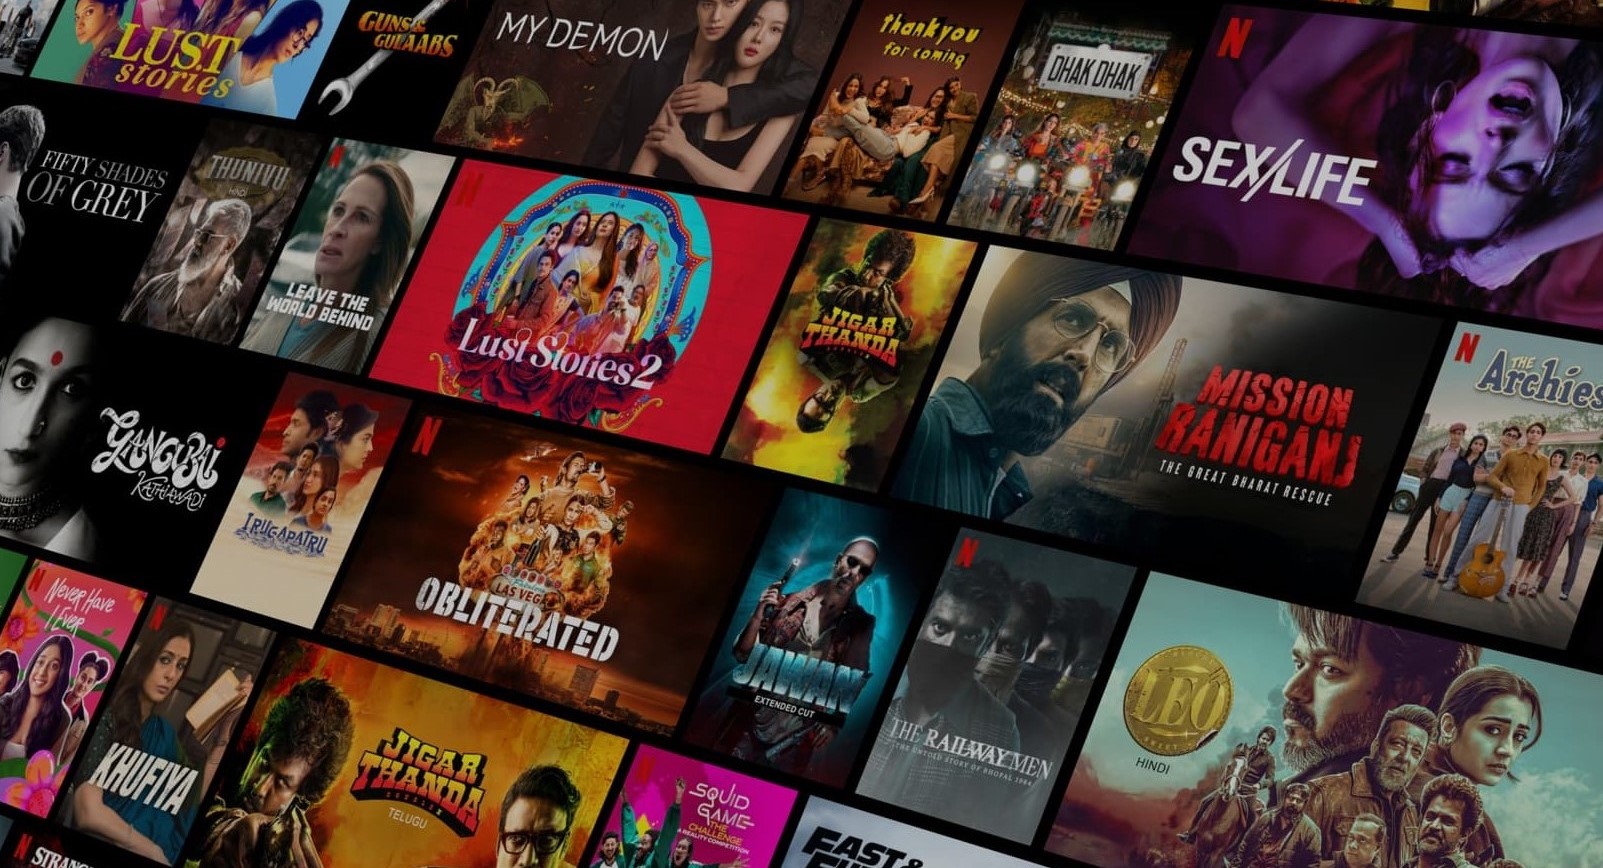 LUST
stories
GUNS &
GULAABS
MY DEMON
thank you
for coming
DHAK DHAK
N
SEX/LIFE
FIFTY SHADES
OF GREY
THUNIVU
HINDI
N
LEAVE THE
WORLD BEHIND
N
Lust Stories 2
JIGAR
THANDA
MISSION
RANIGANJ
THE GREAT BHARAT RESCUE
N
THE
Archies
GANGUBAI
KATHIAWADI
IRUGAPATRU
N
LAS VEGAS
OBLITERATED
JAWAN
EXTENDED CUT
N
THE RAILWAY MEN
THE UNTOLD STORY OF BHOPAL 1984
LEO
SWEET
HINDI
N
NEVER HAVE
I EVER
N
KHUFIYA
JIGAR
THANDA
TELUGU
N
SQUID
GAME
THE
CHALLENGE
A REALITY COMPETITION
FAST &
N
STRANG